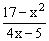 17 − x²
4x − 5